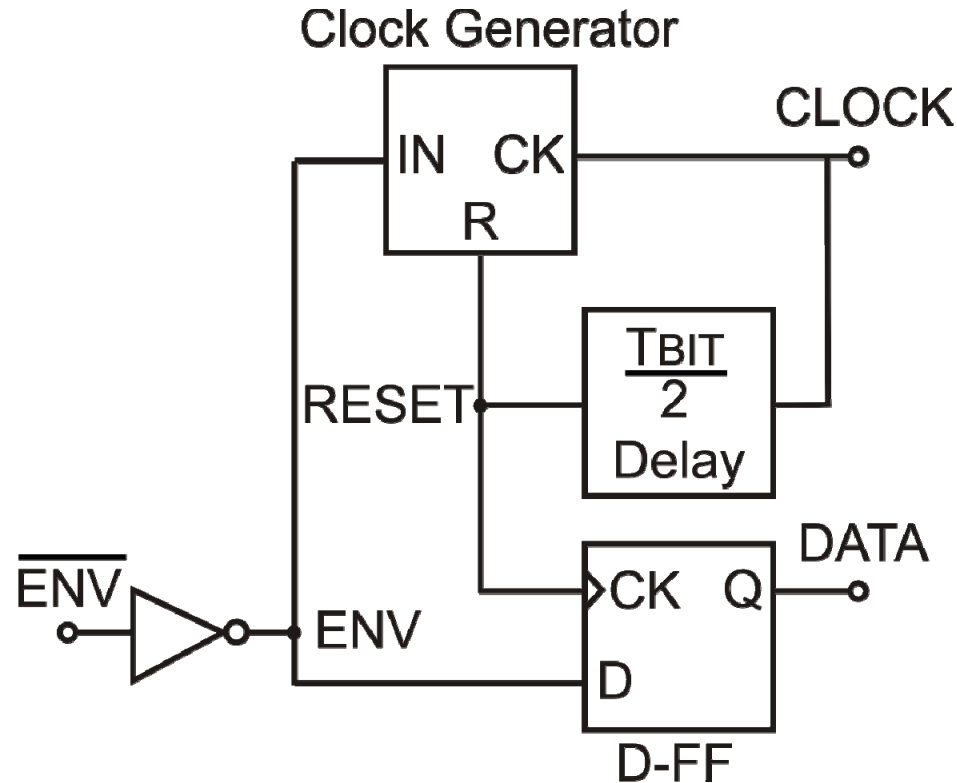 Clock Generator
CLOCK
IN CK
R
TBIT
2
Delay
RESET
DATA
ENV
ENV
CK Q
D
D-FF